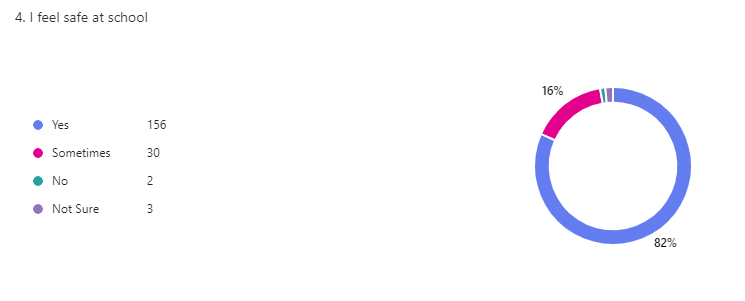 4. I feel safe at school
16%
Yes 156
Sometimes 30
No 2
Not Sure 3
82%